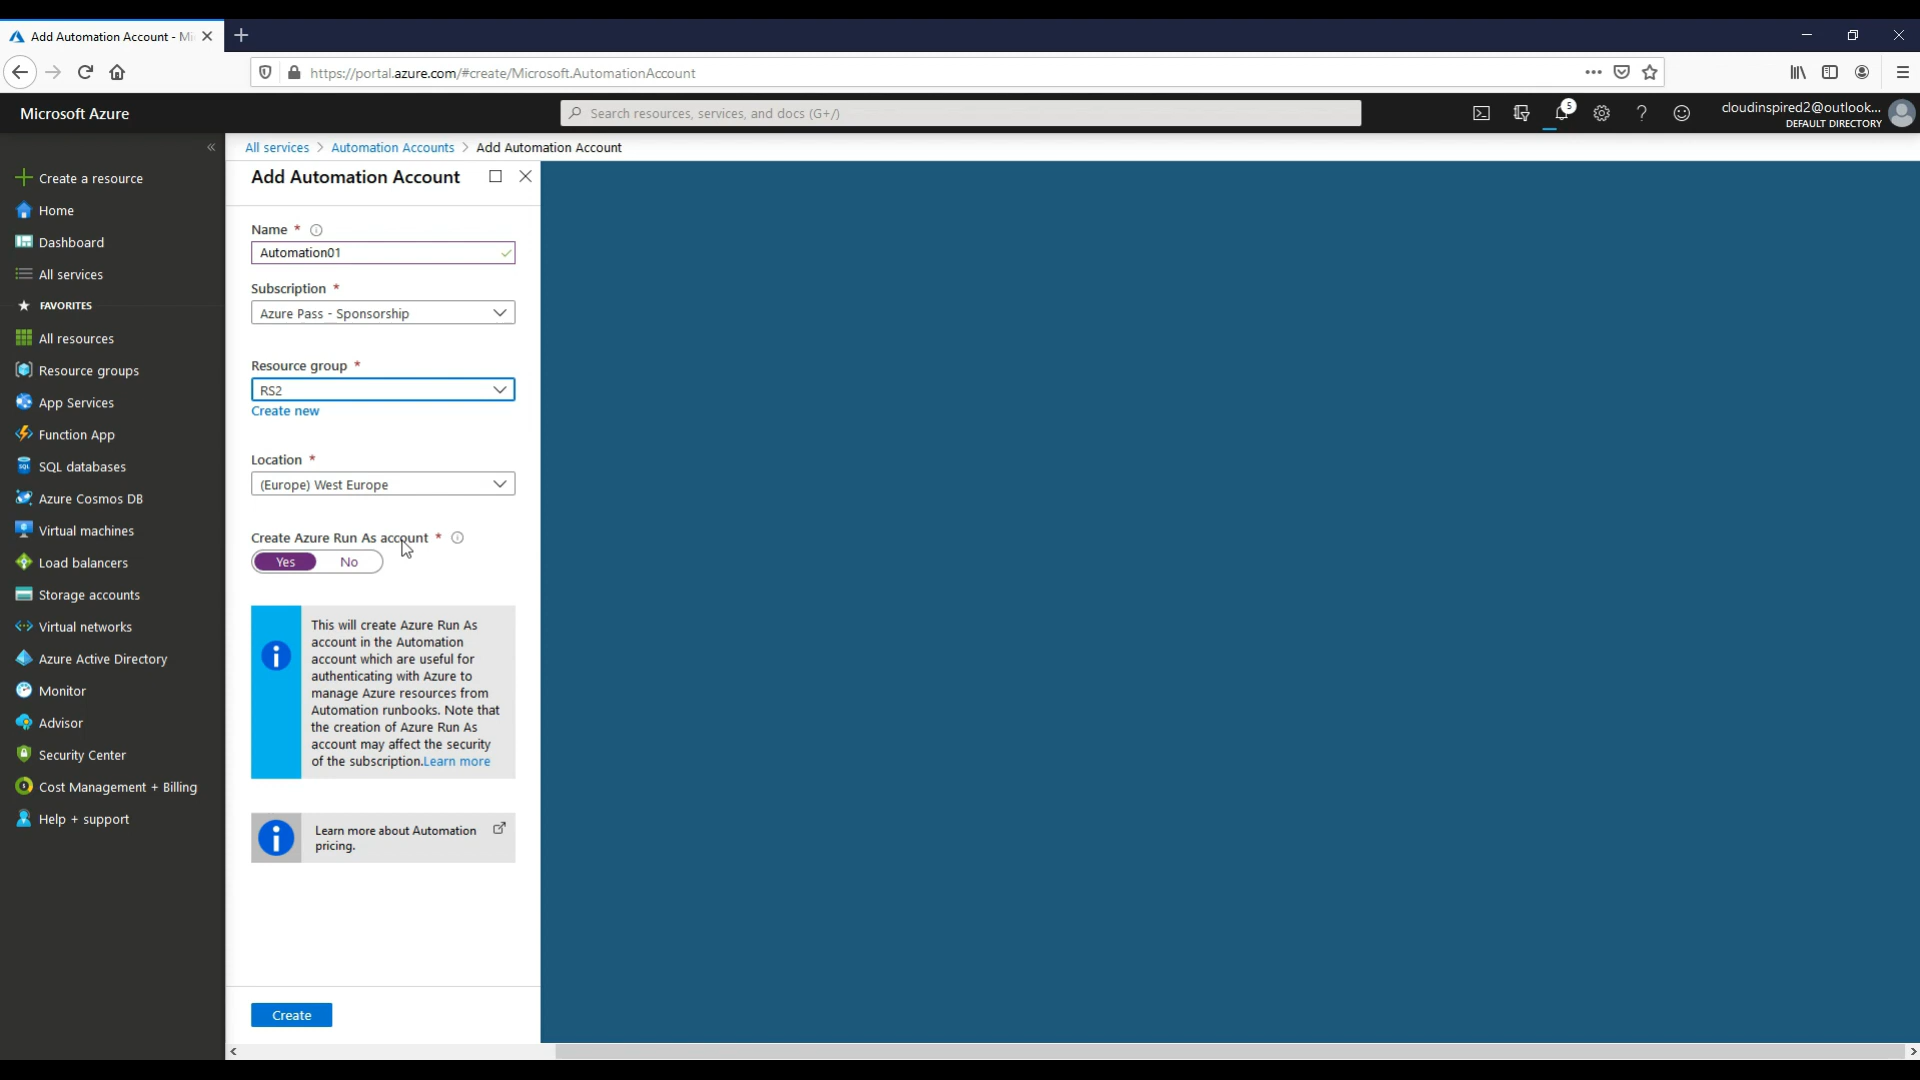 Add Automation Account - Mi
https://portal.azure.com/#create/Microsoft.AutomationAccount
Microsoft Azure
Search resources, services, and docs (G+/)
5
cloudinspired2@outlook...
DEFAULT DIRECTORY
All services > Automation Accounts > Add Automation Account
Create a resource
Home
Dashboard
All services
FAVORITES
All resources
Resource groups
App Services
Function App
SQL databases
Azure Cosmos DB
Virtual machines
Load balancers
Storage accounts
Virtual networks
Azure Active Directory
Monitor
Advisor
Security Center
Cost Management + Billing
Help + support
Add Automation Account
Name *
Automation01
Subscription *
Azure Pass - Sponsorship
Resource group *
RS2
Create new
Location *
(Europe) West Europe
Create Azure Run As account *
Yes No
This will create Azure Run As
account in the Automation
account which are useful for
authenticating with Azure to
manage Azure resources from
Automation runbooks. Note that
the creation of Azure Run As
account may affect the security
of the subscription.Learn more
Learn more about Automation
pricing.
Create